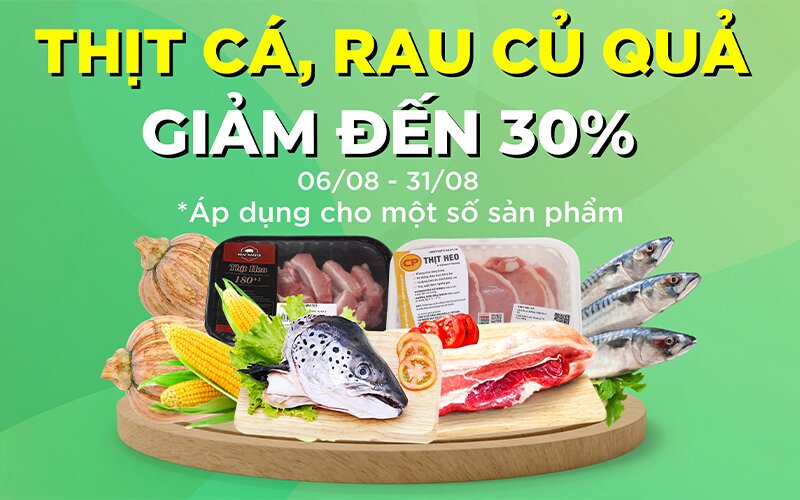 THỊT CÁ, RAU CỦ QUẢ
GIẢM ĐẾN 30%
06/08 - 31/08
*Áp dụng cho một số sản phẩm
Thịt Heo
CP
THỊT HEO